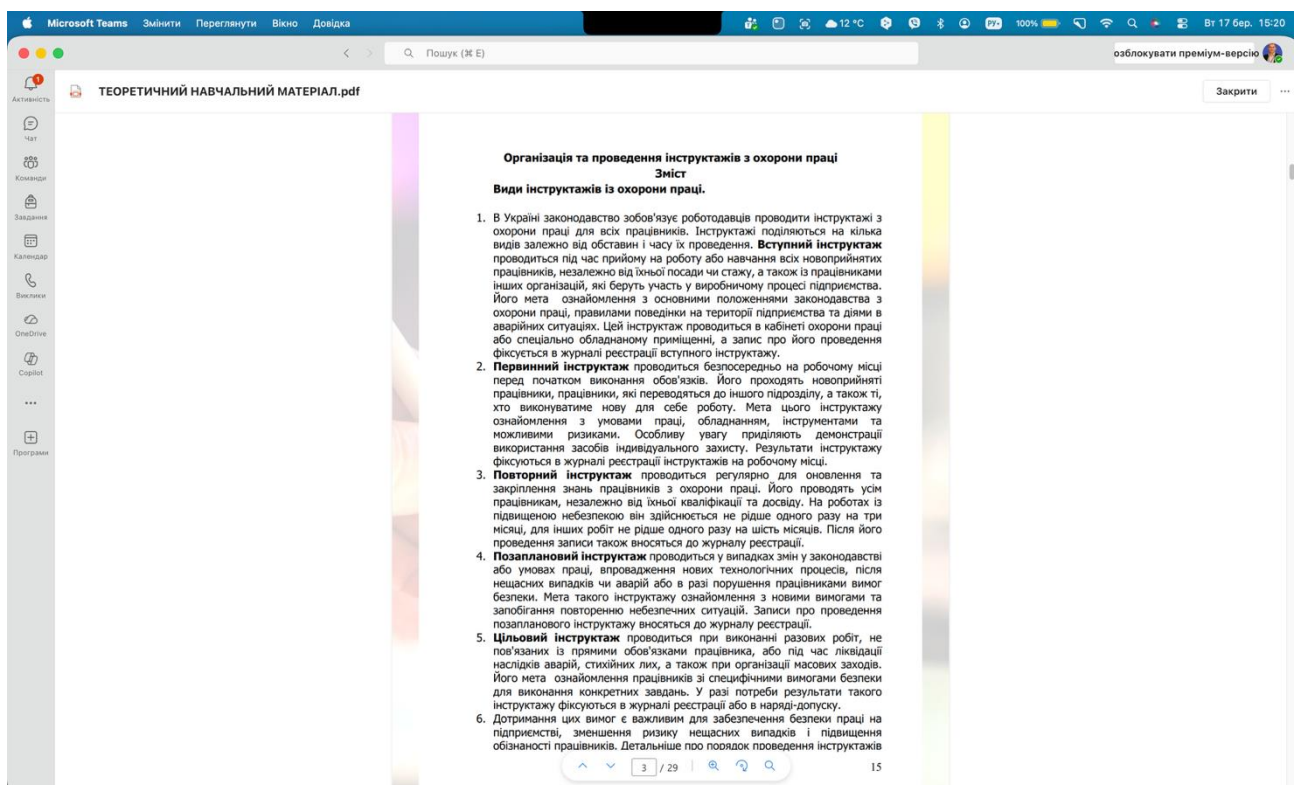 Microsoft Teams Змінити Переглянути Вікно Довідка 12 °C РУ 100% Вт 17 бер. 15:20
Пошук (⌘ E) озблокувати преміум-версію
Активність
Чат
Команди
Завдання
Календар
Виклики
OneDrive
Copilot
Програми
ТЕОРЕТИЧНИЙ НАВЧАЛЬНИЙ МАТЕРІАЛ.pdf Закрити
Організація та проведення інструктажів з охорони праці
Зміст
Види інструктажів із охорони праці.
1. В Україні законодавство зобов'язує роботодавців проводити інструктажі з
охорони праці для всіх працівників. Інструктажі поділяються на кілька
видів залежно від обставин і часу їх проведення. Вступний інструктаж
проводиться під час прийому на роботу або навчання всіх новоприйнятих
працівників, незалежно від їхньої посади чи стажу, а також із працівниками
інших організацій, які беруть участь у виробничому процесі підприємства.
Його мета ознайомлення з основними положеннями законодавства з
охорони праці, правилами поведінки на території підприємства та діями в
аварійних ситуаціях. Цей інструктаж проводиться в кабінеті охорони праці
або спеціально обладнаному приміщенні, а запис про його проведення
фіксується в журналі реєстрації вступного інструктажу.
2. Первинний інструктаж проводиться безпосередньо на робочому місці
перед початком виконання обов'язків. Його проходять новоприйняті
працівники, працівники, які переводяться до іншого підрозділу, а також ті,
хто виконуватиме нову для себе роботу. Мета цього інструктажу
ознайомлення з умовами праці, обладнанням, інструментами та
можливими ризиками. Особливу увагу приділяють демонстрації
використання засобів індивідуального захисту. Результати інструктажу
фіксуються в журналі реєстрації інструктажів на робочому місці.
3. Повторний інструктаж проводиться регулярно для оновлення та
закріплення знань працівників з охорони праці. Його проводять усім
працівникам, незалежно від їхньої кваліфікації та досвіду. На роботах із
підвищеною небезпекою він здійснюється не рідше одного разу на три
місяці, для інших робіт не рідше одного разу на шість місяців. Після його
проведення записи також вносяться до журналу реєстрації.
4. Позаплановий інструктаж проводиться у випадках змін у законодавстві
або умовах праці, впровадження нових технологічних процесів, після
нещасних випадків чи аварій або в разі порушення працівниками вимог
безпеки. Мета такого інструктажу ознайомлення з новими вимогами та
запобігання повторенню небезпечних ситуацій. Записи про проведення
позапланового інструктажу вносяться до журналу реєстрації.
5. Цільовий інструктаж проводиться при виконанні разових робіт, не
пов'язаних із прямими обов'язками працівника, або під час ліквідації
наслідків аварій, стихійних лих, а також при організації масових заходів.
Його мета ознайомлення працівників зі специфічними вимогами безпеки
для виконання конкретних завдань. У разі потреби результати такого
інструктажу фіксуються в журналі реєстрації або в наряді-допуску.
6. Дотримання цих вимог є важливим для забезпечення безпеки праці на
підприємстві, зменшення ризику нещасних випадків і підвищення
обізнаності працівників. Детальніше про порядок проведення інструктажів
3 / 29
15